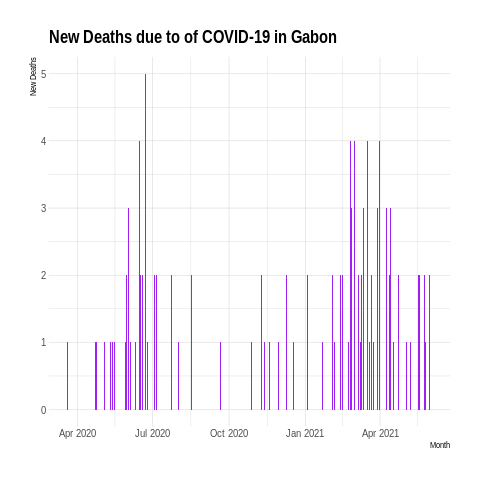 New Deaths due to of COVID-19 in Gabon
New Deaths
5
4
3
2
1
0
Apr 2020 Jul 2020 Oct 2020 Jan 2021 Apr 2021
Month